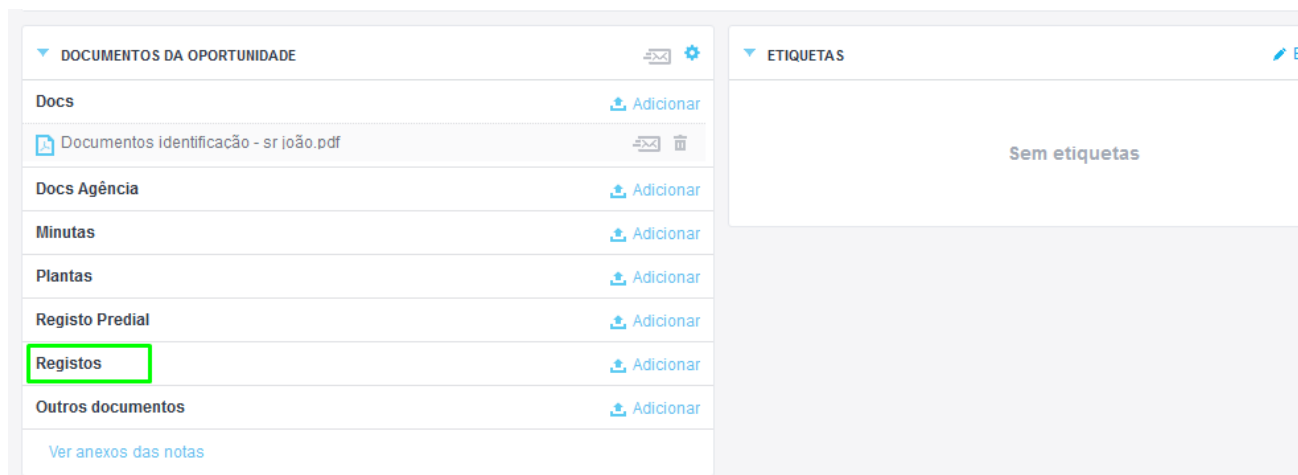 DOCUMENTOS DA OPORTUNIDADE
Docs
Adicionar
Documentos identificação - sr joão.pdf
Docs Agência
Adicionar
Minutas
Adicionar
Plantas
Adicionar
Registo Predial
Adicionar
Registos
Adicionar
Outros documentos
Adicionar
Ver anexos das notas
ETIQUETAS
Sem etiquetas